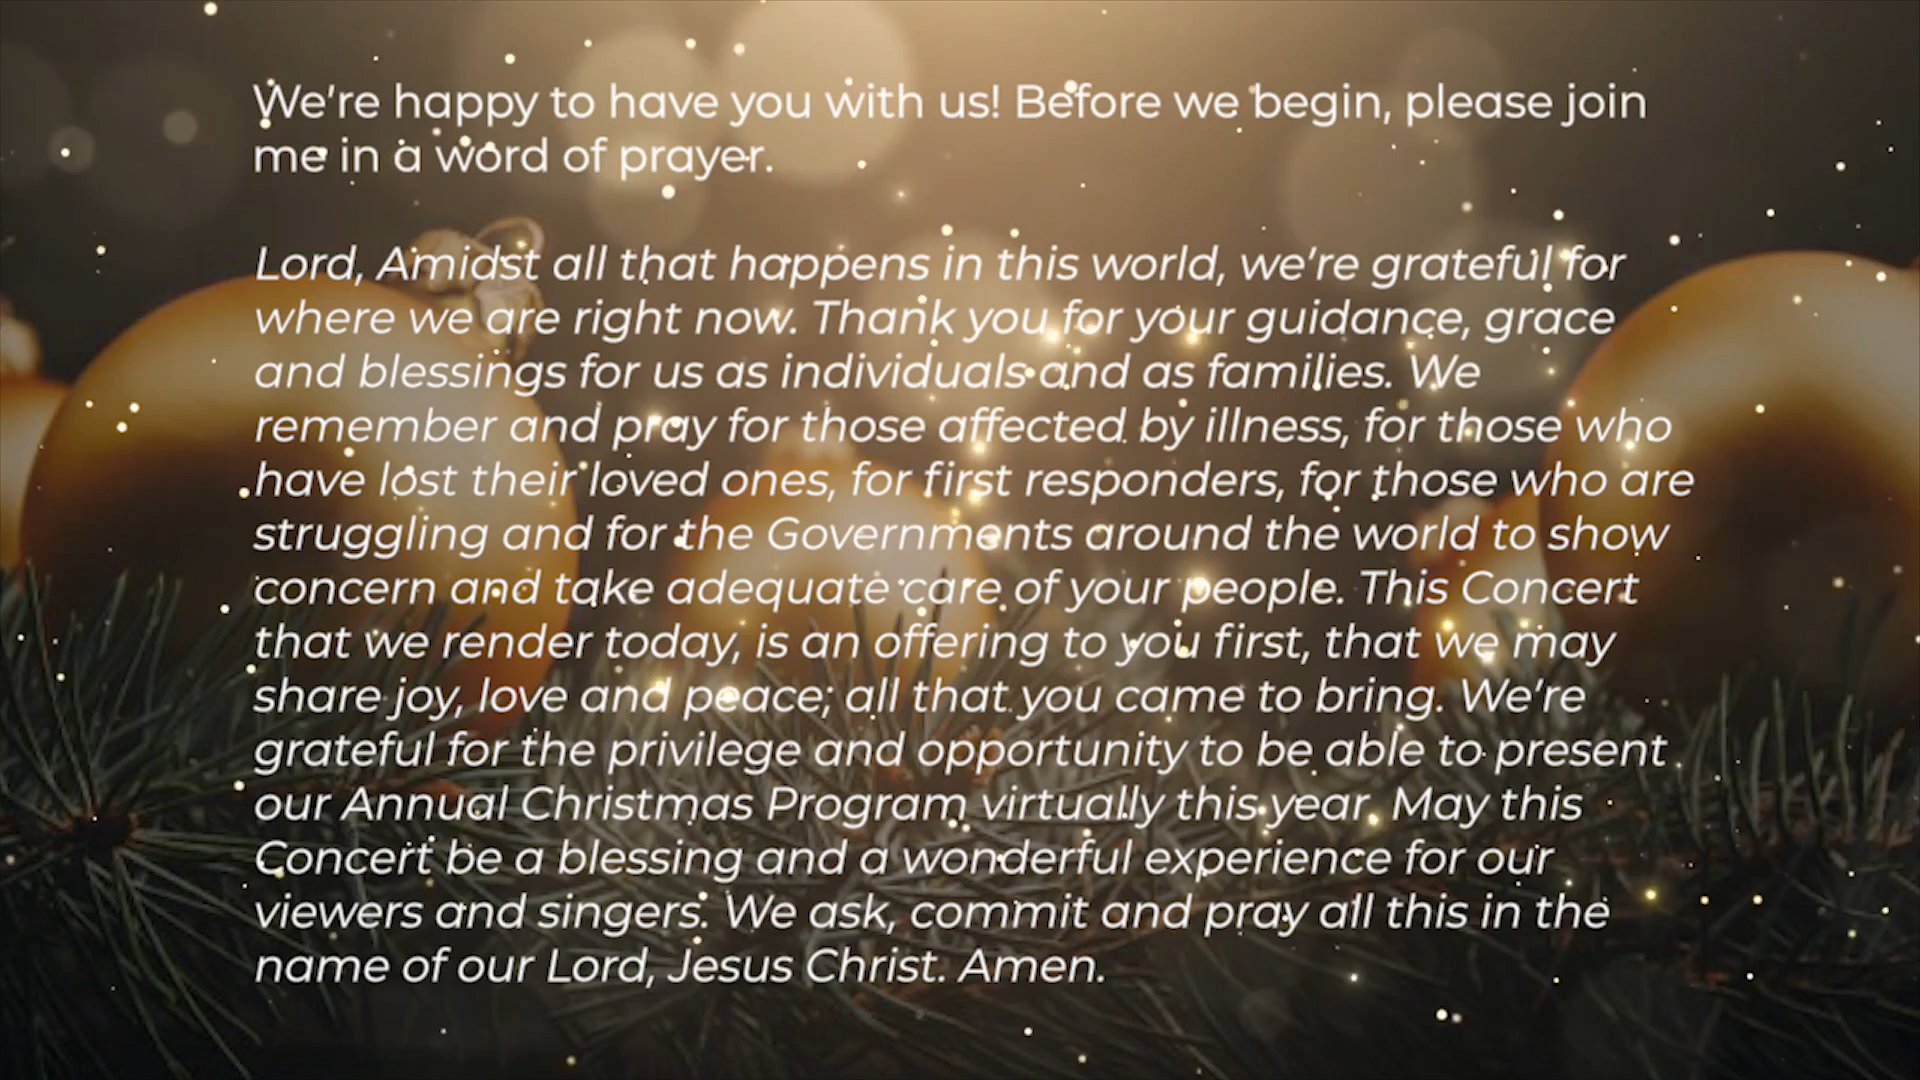 We're happy to have you with us! Before we begin, please join
me in a word of prayer.
Lord, Amidst all that happens in this world, we're grateful for
where we are right now. Thank you for your guidance, grace
and blessings for us as individuals and as families. We
remember and pray for those affected by illness, for those who
have lost their loved ones, for first responders, for those who are
struggling and for the Governments around the world to show
concern and take adequate care of your people. This Concert
that we render today, is an offering to you first, that we may
share joy, love and peace; all that you came to bring. We're
grateful for the privilege and opportunity to be able to present
our Annual Christmas Program virtually this year. May this
Concert be a blessing and a wonderful experience for our
viewers and singers. We ask, commit and pray all this in the
name of our Lord, Jesus Christ. Amen.